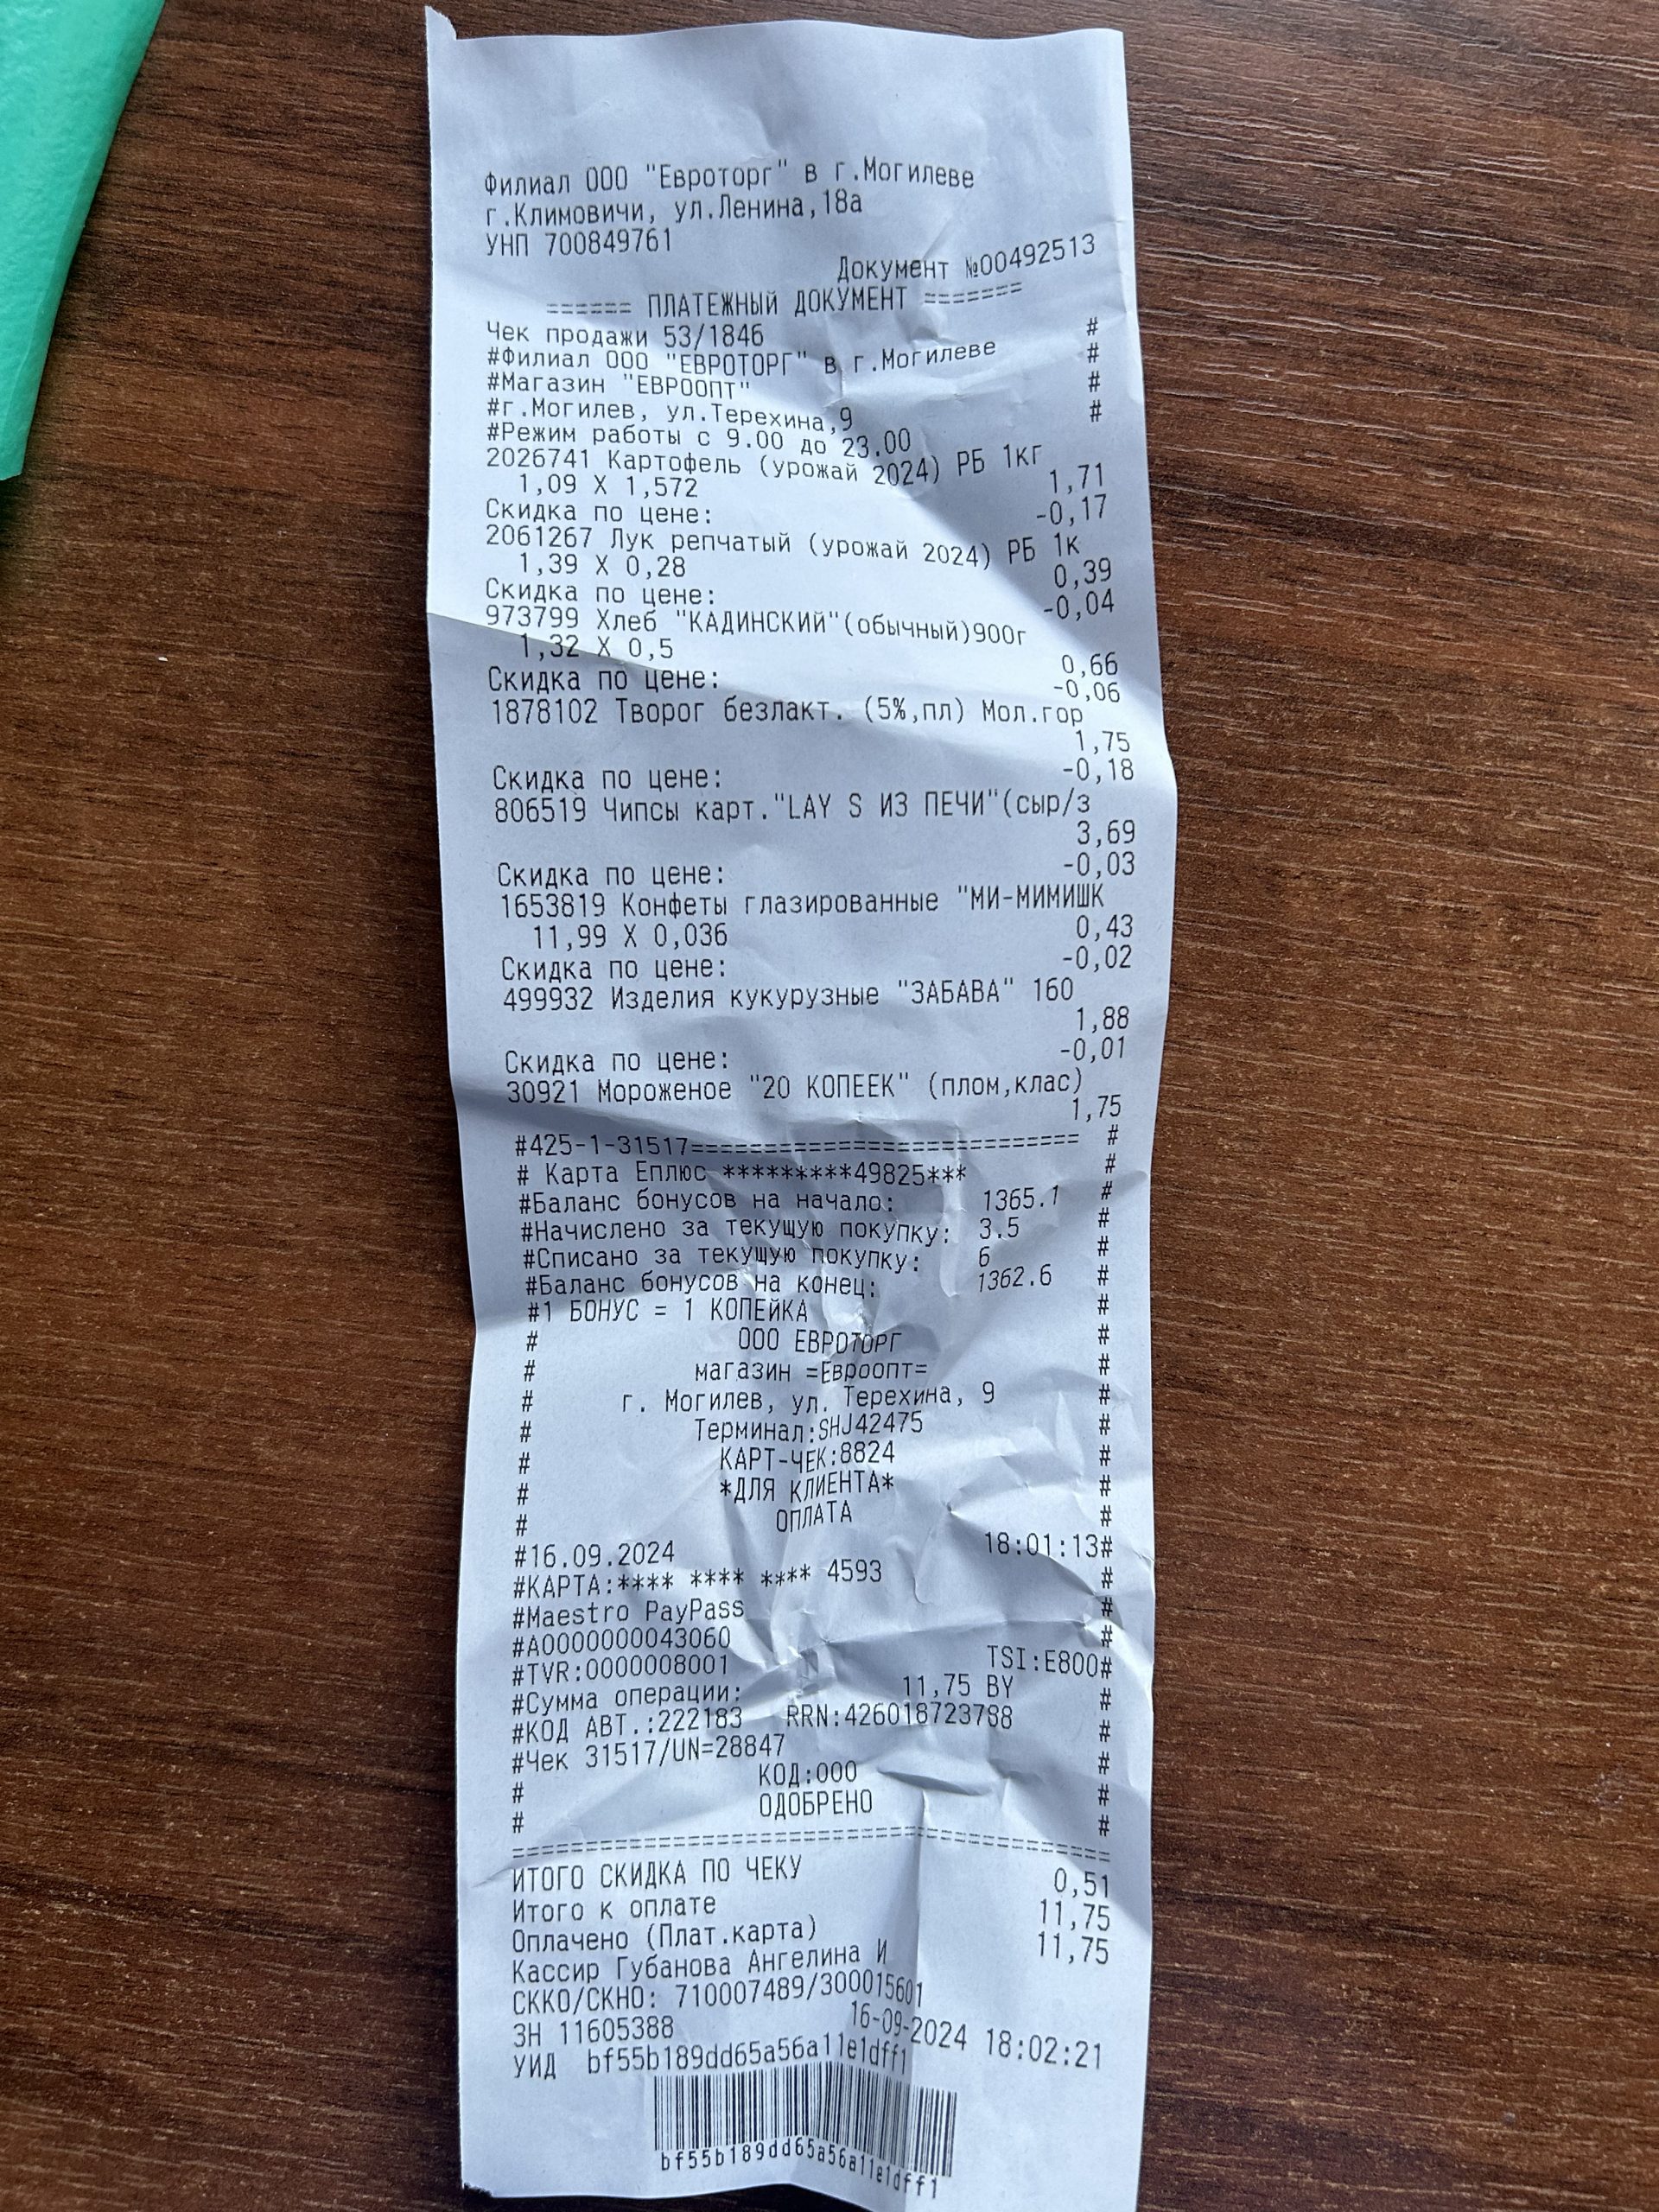 Филиал ООО "Евроторг" в г.Могилеве
г.Климовичи, ул.Ленина,18а
УНП 700849761
Документ №00492513
====== ПЛАТЕЖНЫЙ ДОКУМЕНТ =======
Чек продажи 53/1846 #
#Филиал ООО "ЕВРОТОРГ" в г.Могилеве #
#Магазин "ЕВРООПТ" #
#г.Могилев, ул.Терехина,9 #
#Режим работы с 9.00 до 23.00
2026741 Картофель (урожай 2024) РБ 1кг
1,09 X 1,572 1,71
Скидка по цене: -0,17
2061267 Лук репчатый (урожай 2024) РБ 1к
1,39 X 0,28 0,39
Скидка по цене: -0,04
973799 Хлеб "КАДИНСКИЙ"(обычный)900г
1,32 X 0,5 0,66
Скидка по цене: -0,06
1878102 Творог безлакт. (5%,пл) Мол.гор
1,75
Скидка по цене: -0,18
806519 Чипсы карт."LAY S ИЗ ПЕЧИ"(сыр/з
3,69
Скидка по цене: -0,03
1653819 Конфеты глазированные "МИ-МИМИШК
11,99 X 0,036 0,43
Скидка по цене: -0,02
499932 Изделия кукурузные "ЗАБАВА" 160
1,88
Скидка по цене: -0,01
30921 Мороженое "20 КОПЕЕК" (плом,клас)
1,75
#425-1-31517=========================== #
# Карта Еплюс *********49825*** #
#Баланс бонусов на начало: 1365.1 #
#Начислено за текущую покупку: 3.5 #
#Списано за текущую покупку: 6 #
#Баланс бонусов на конец: 1362.6 #
#1 БОНУС = 1 КОПЕЙКА #
# ООО ЕВРОТОРГ #
# магазин =Евроопт= #
# г. Могилев, ул. Терехина, 9 #
# Терминал:SHJ42475 #
# КАРТ-ЧЕК:8824 #
# *ДЛЯ КЛИЕНТА* #
# ОПЛАТА #
#16.09.2024 18:01:13#
#КАРТА:**** **** **** 4593 #
#Maestro PayPass #
#A0000000043060 #
#TVR:0000008001 TSI:E800#
#Сумма операции: 11,75 BY #
#КОД АВТ.:222183 RRN:426018723788 #
#Чек 31517/UN=28847 #
# КОД:000 #
# ОДОБРЕНО #
=========================================
ИТОГО СКИДКА ПО ЧЕКУ 0,51
Итого к оплате 11,75
Оплачено (Плат.карта) 11,75
Кассир Губанова Ангелина И
СККО/СКНО: 710007489/300015601
ЗН 11605388 16-09-2024 18:02:21
УИД bf55b189dd65a56a11e1dff1
bf55b189dd65a56a11e1dff1